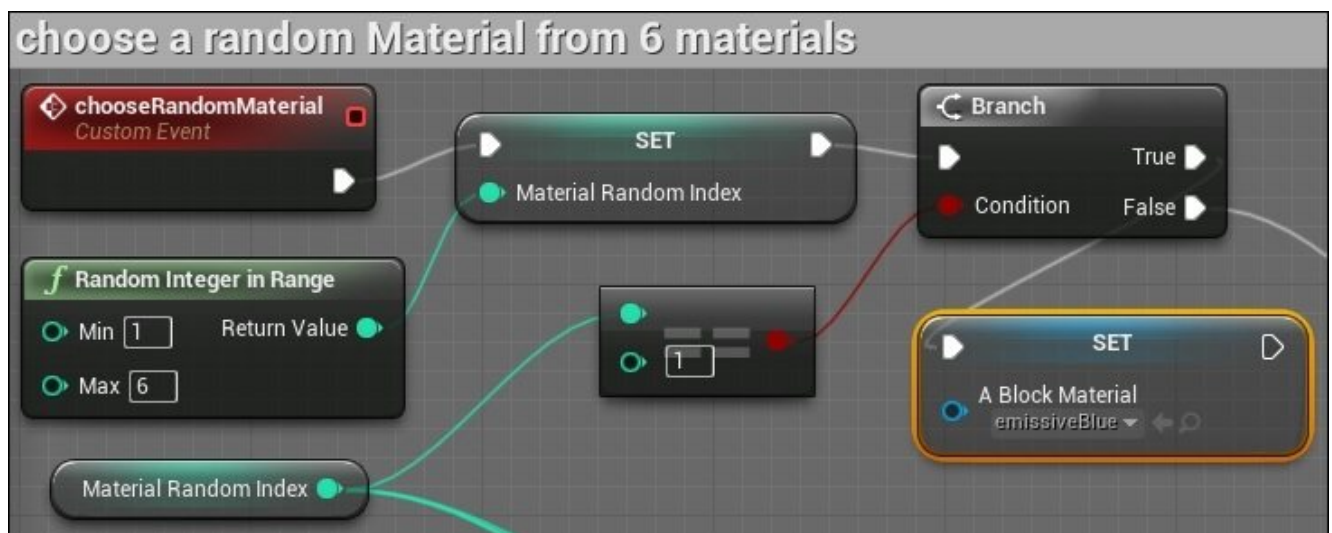 choose a random Material from 6 materials
chooseRandomMaterial
Custom Event
SET
Material Random Index
Branch
True
Condition
False
f Random Integer in Range
Min 1
Return Value
Max 6
==
1
SET
A Block Material
emissiveBlue
Material Random Index